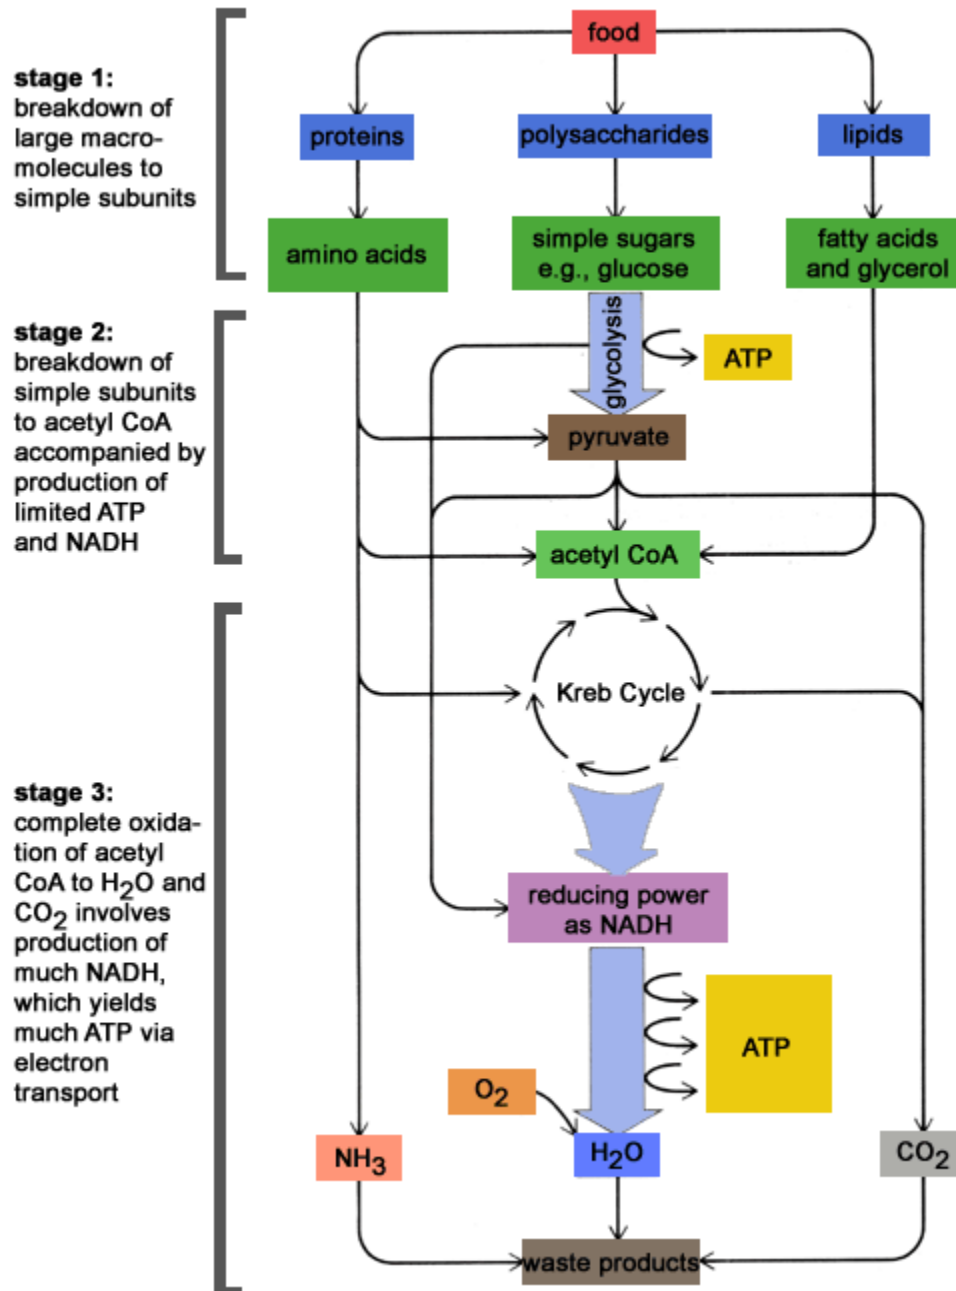 food
stage 1:
breakdown of
large macro-
molecules to
simple subunits
proteins
polysaccharides
lipids
amino acids
simple sugars
e.g., glucose
fatty acids
and glycerol
stage 2:
breakdown of
simple subunits
to acetyl CoA
accompanied by
production of
limited ATP
and NADH
glycolysis
ATP
pyruvate
acetyl CoA
Kreb Cycle
stage 3:
complete oxida-
tion of acetyl
CoA to H₂O and
CO₂ involves
production of
much NADH,
which yields
much ATP via
electron
transport
reducing power
as NADH
ATP
O₂
NH₃
H₂O
CO₂
waste products